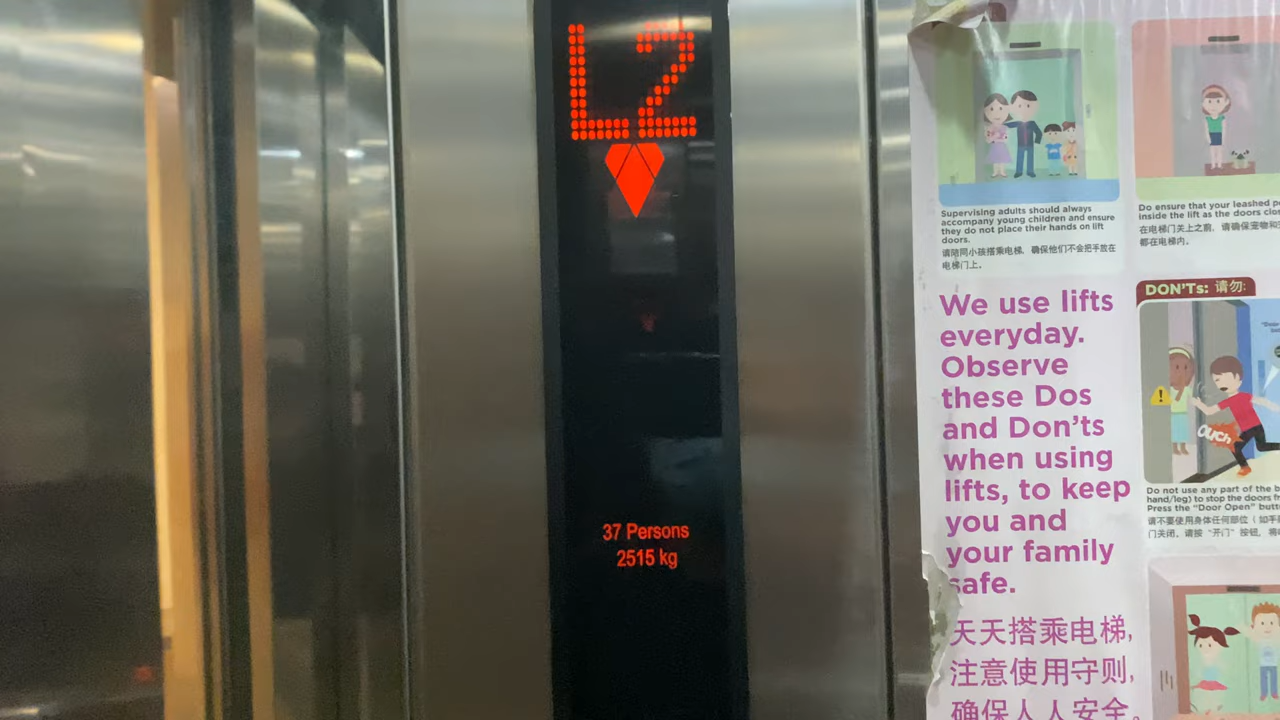 L2
37 Persons
2515 kg
Supervising adults should always
accompany young children and ensure
they do not place their hands on lift
doors.
请陪同小孩搭乘电梯，确保他们不会把手放在
电梯门上。
Do ensure that your leashed
inside the lift as the doors
在电梯门关上之前，请确保宠物和
都在电梯内。
We use lifts
everyday.
Observe
these Dos
and Don'ts
when using
lifts, to keep
you and
your family
safe.
天天搭乘电梯,
注意使用守则,
确保人人安全。
DON'Ts: 请勿:
OUCH
Do not use any part of the
hand/leg) to stop the doors
Press the "Door Open"
请不要使用身体任何部位（如手
门关闭。请按“开门”按钮，